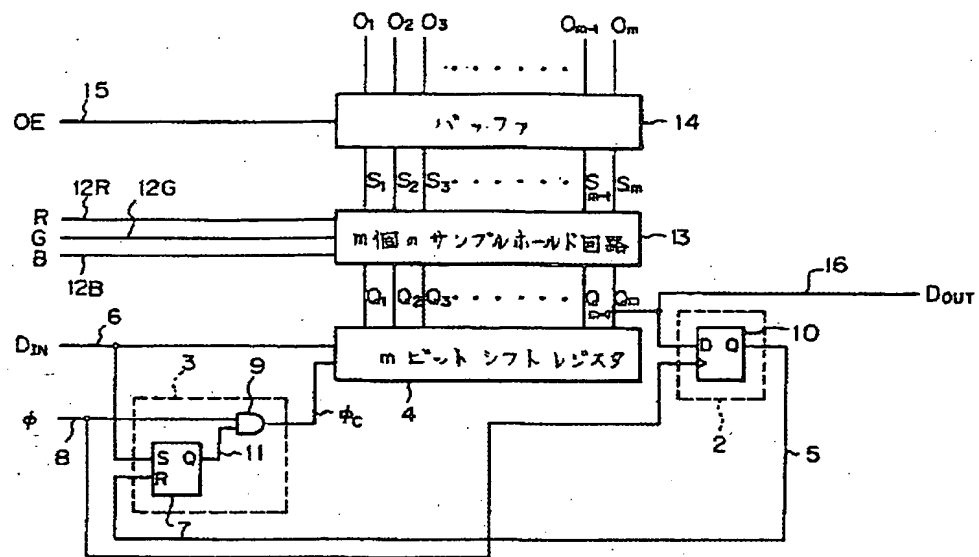 O1 O2 O3 Om-1 Om
15
OE
バッファ
14
S1 S2 S3 Sm-1 Sm
12R 12G
R
G
B
m個のサンプルホールド回路
13
12B
Q1 Q2 Q3 Qm-1 Qm
16
DOUT
6
DIN
mビットシフトレジスタ
D Q
10
3
9
4
2
φ
8
φC
11
S Q
R
7
5